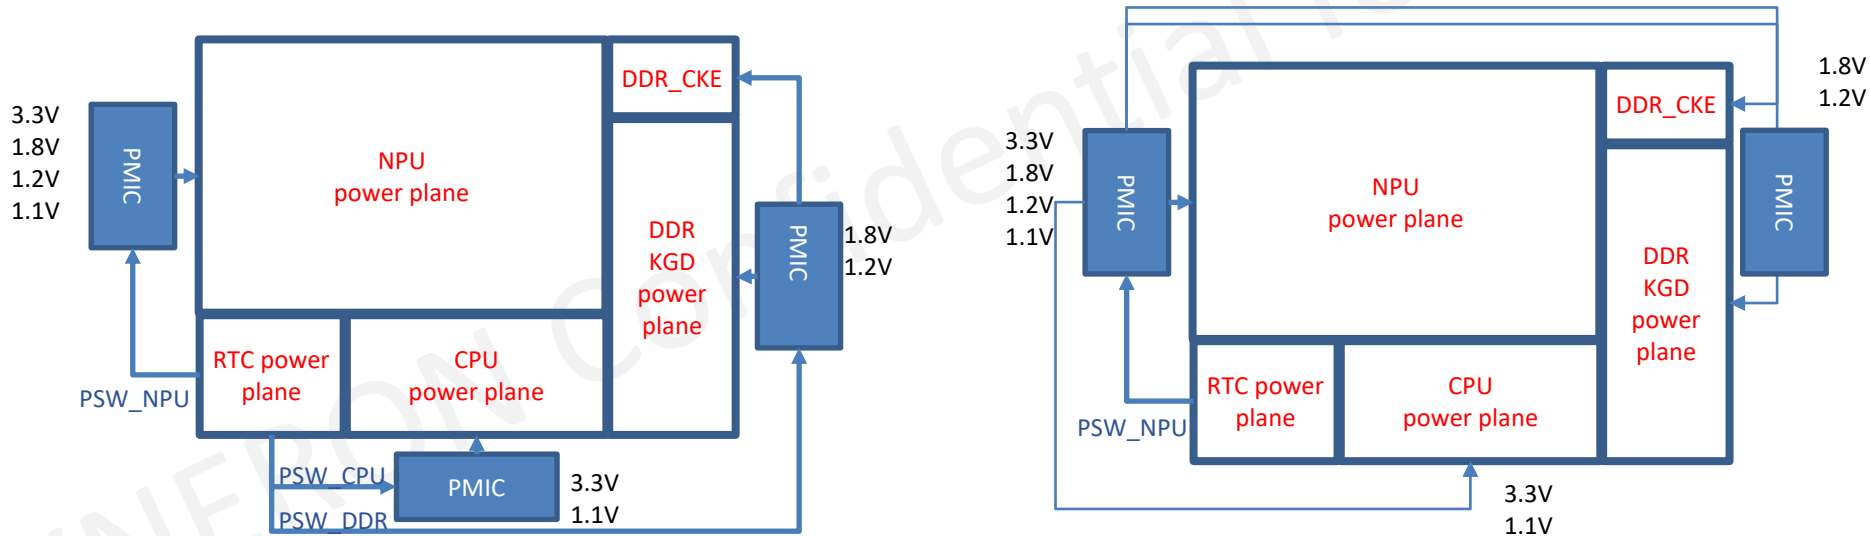 3.3V
1.8V
1.2V
1.1V
PMIC
NPU
power plane
DDR_CKE
DDR
KGD
power
plane
PMIC
1.8V
1.2V
RTC power
plane
CPU
power plane
PSW_NPU
PSW_CPU
PSW_DDR
PMIC
3.3V
1.1V
3.3V
1.8V
1.2V
1.1V
PMIC
NPU
power plane
DDR_CKE
DDR
KGD
power
plane
PMIC
1.8V
1.2V
RTC power
plane
CPU
power plane
PSW_NPU
3.3V
1.1V
NERON Confidential